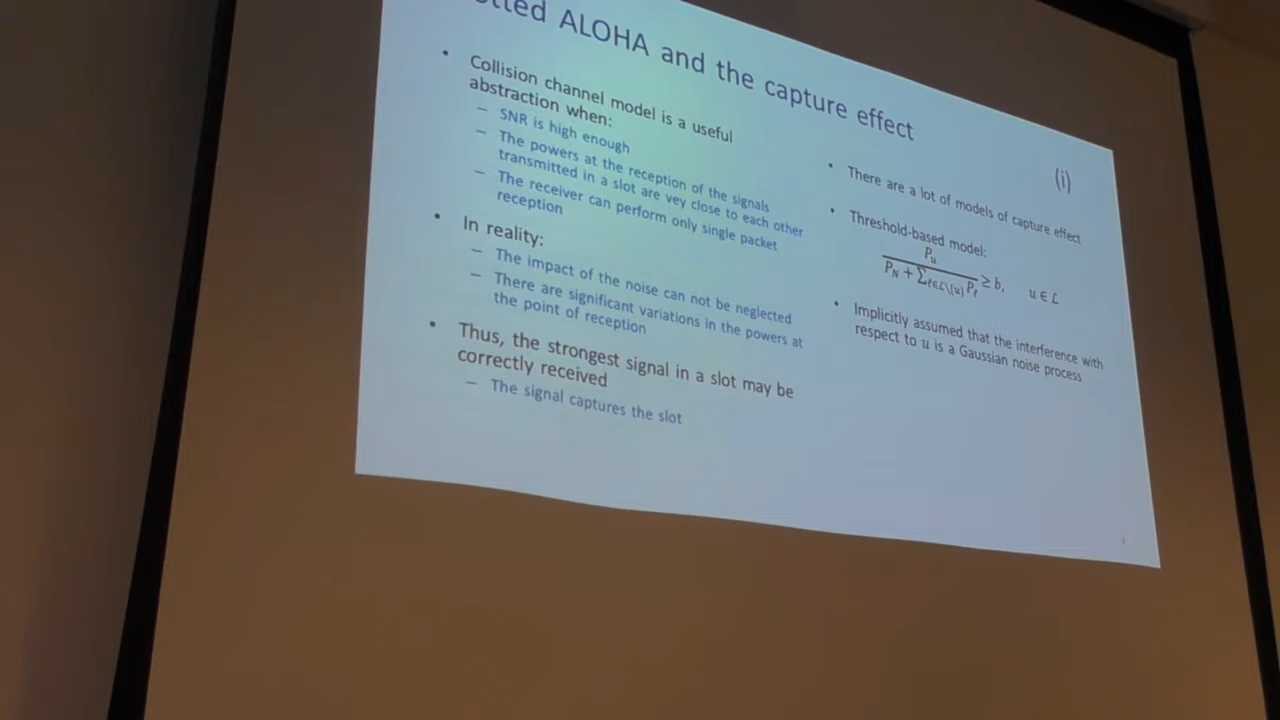 ALOHA and the capture effect
(i)
• Collision channel model is a useful
abstraction when:
– SNR is high enough
– The powers at the reception of the signals
transmitted in a slot are vey close to each other
– The receiver can perform only single packet
reception
• In reality:
– The impact of the noise can not be neglected
– There are significant variations in the powers at
the point of reception
• Thus, the strongest signal in a slot may be
correctly received
– The signal captures the slot
• There are a lot of models of capture effect
• Threshold-based model:
P_u / (P_N + ∑_{ℓ∈ℒ\{u}} P_ℓ) ≥ b, u ∈ ℒ
• Implicitly assumed that the interference with
respect to u is a Gaussian noise process